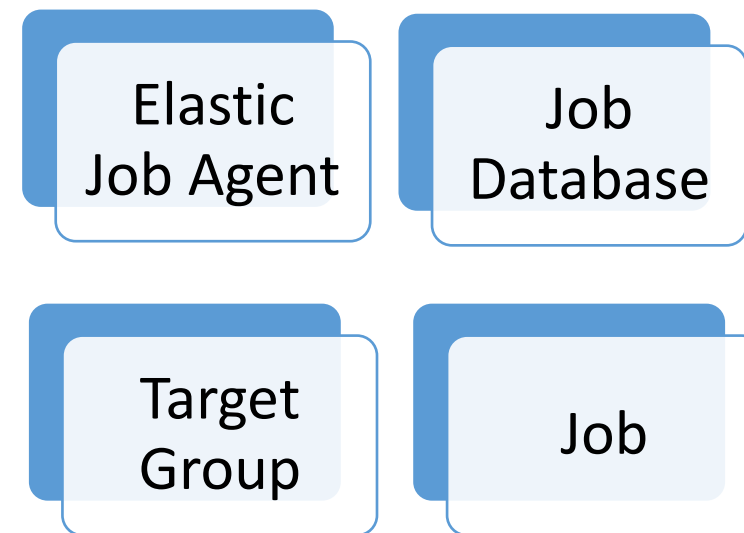 Elastic
Job Agent
Job
Database
Target
Group
Job